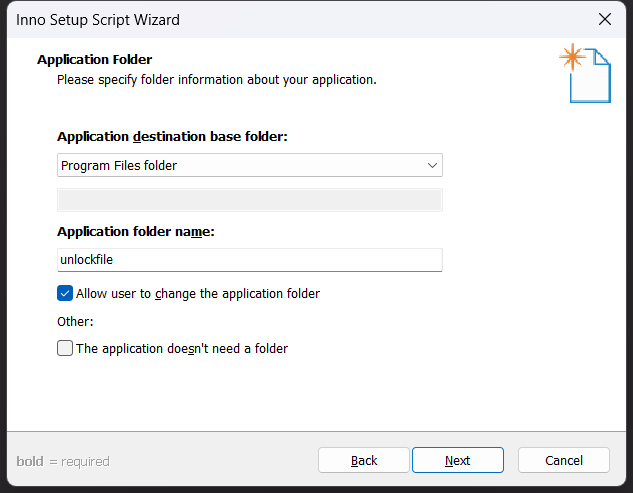 Inno Setup Script Wizard
Application Folder
Please specify folder information about your application.
Application destination base folder:
Program Files folder
Application folder name:
unlockfile
Allow user to change the application folder
Other:
The application doesn't need a folder
bold = required
Back
Next
Cancel